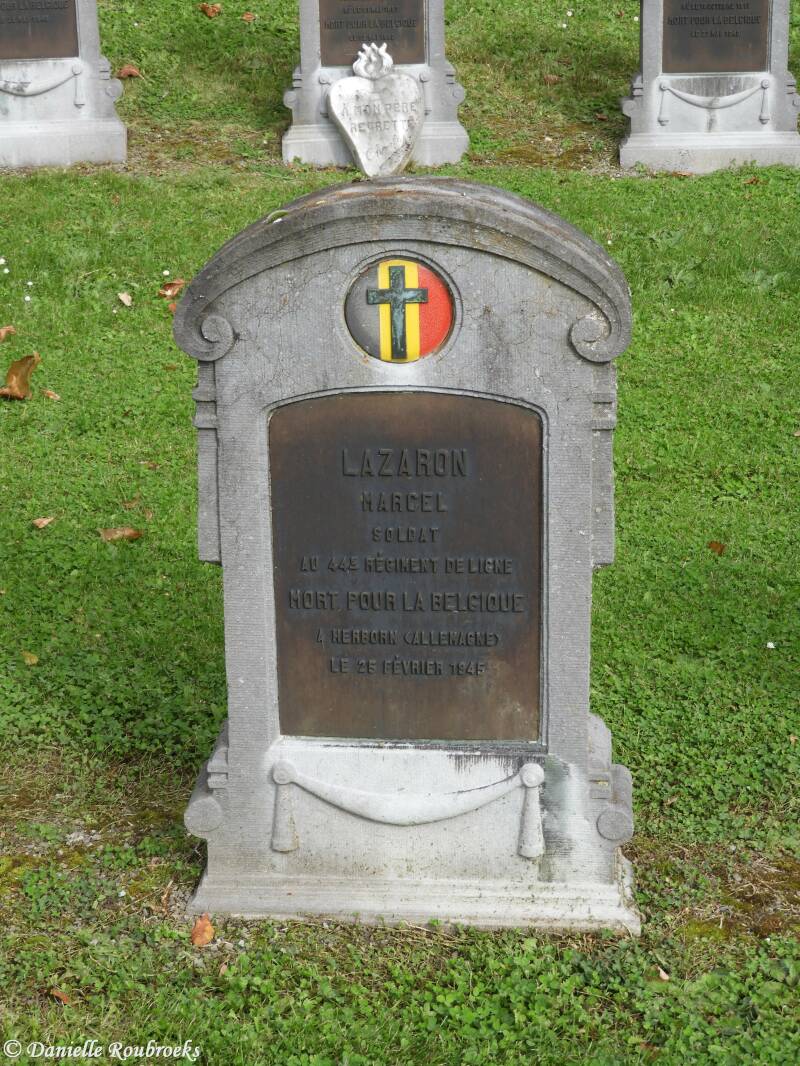 MORT POUR LA BELGIQUE
MORT POUR LA BELGIQUE
A MON PÈRE
REGRETTÉ
LAZARON
MARCEL
SOLDAT
AU 443 RÉGIMENT DE LIGNE
MORT POUR LA BELGIQUE
A HERBORN (ALLEMAGNE)
LE 25 FÉVRIER 1945
© Danielle Roubroeks